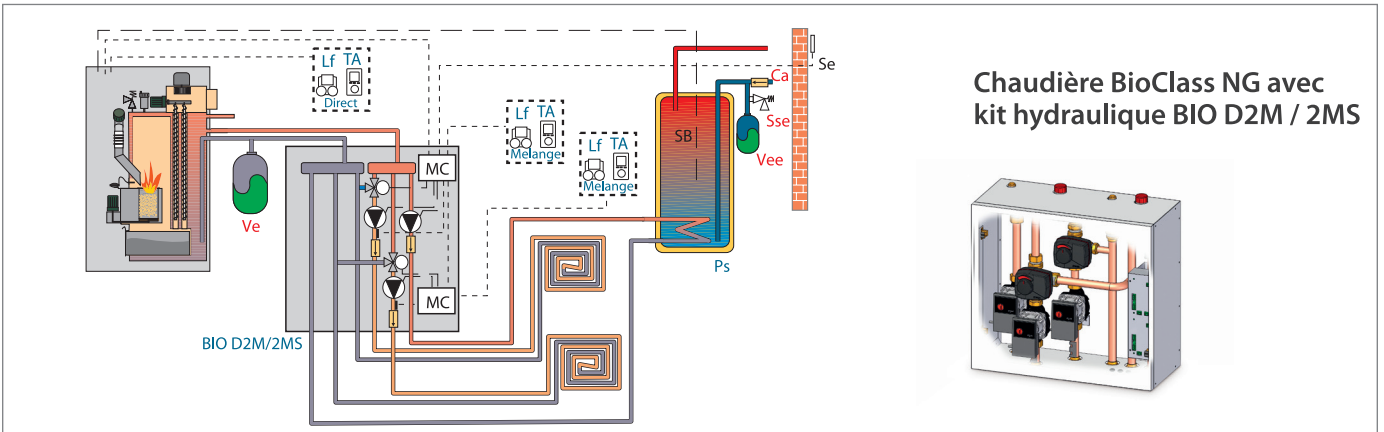 Lf TA
Direct
Lf TA
Melange
Lf TA
Melange
MC
MC
Ve
BIO D2M/2MS
SB
Ca
Sse
Vee
Se
Ps
Chaudière BioClass NG avec
kit hydraulique BIO D2M / 2MS